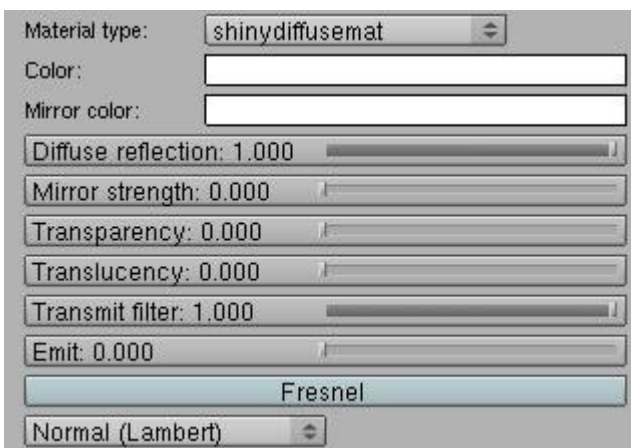 Material type: shinydiffusemat
Color:
Mirror color:
Diffuse reflection: 1.000
Mirror strength: 0.000
Transparency: 0.000
Translucency: 0.000
Transmit filter: 1.000
Emit: 0.000
Fresnel
Normal (Lambert)